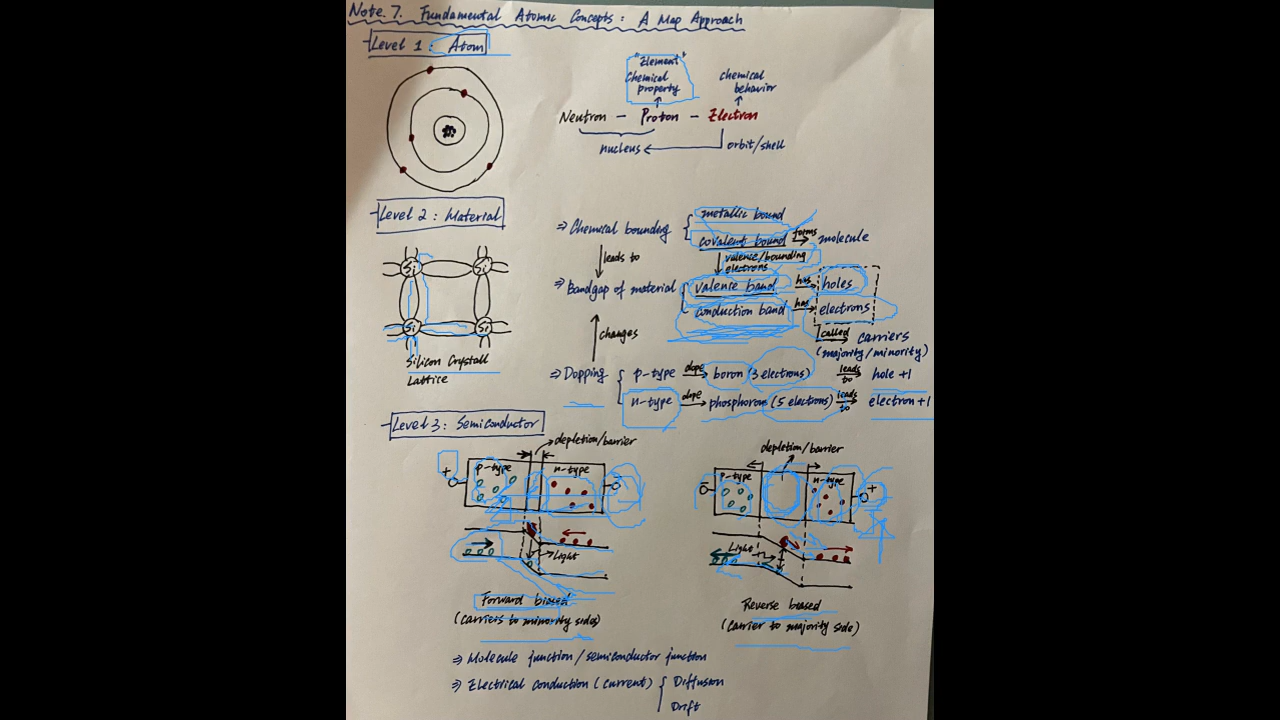 Note 7. Fundamental Atomic Concepts: A Map Approach
Level 1: Atom
"Element"
Chemical property
chemical behavior
Neutron - Proton - Electron
nucleus
orbit/shell
Level 2: Material
Si Si
Si Si
Silicon Crystall
Lattice
⇒ Chemical bounding { metallic bound
covalent bound forms molecule
leads to
valence/bounding
electrons
⇒ Bandgap of material { valence band has holes
conduction band has electrons
called carriers
(majority/minority)
changes
⇒ Dopping { p-type dope boron (3 electrons) leads to hole +1
n-type dope phosphorom (5 electrons) leads to electron +1
Level 3: Semiconductor
depletion/barrier
+ p-type n-type
Light
Forward biased
(carriers to minority sides)
depletion/barrier
p-type n-type +
Light
Reverse biased
(carrier to majority side)
⇒ Molecule junction / semiconductor junction
⇒ Electrical conduction (current) { Diffusion
Drift